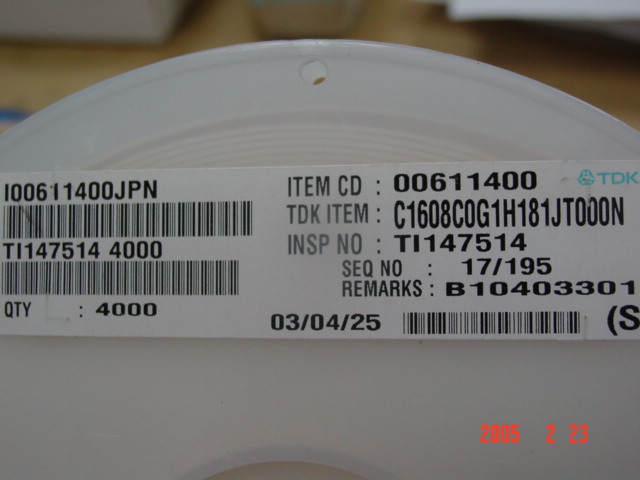 I00611400JPN
TI147514 4000
QTY : 4000
ITEM CD : 00611400
TDK
TDK ITEM : C1608C0G1H181JT000N
INSP NO : TI147514
SEQ NO : 17/195
REMARKS : B10403301
03/04/25
(S
2005 2 23